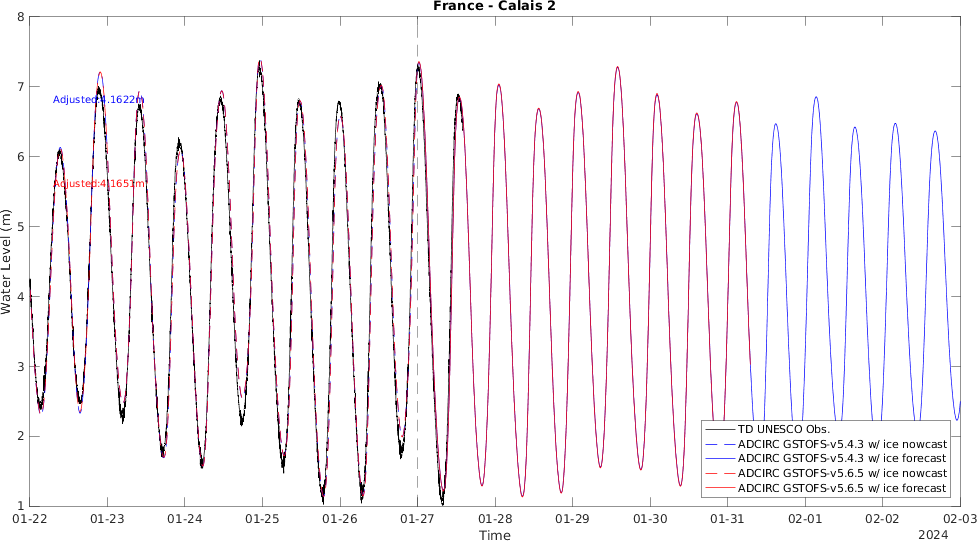 France - Calais 2
8
7
6
5
4
3
2
1
Water Level (m)
Adjusted:4.1622m
Adjusted:4.1651m
TD UNESCO Obs.
ADCIRC GSTOFS-v5.4.3 w/ ice nowcast
ADCIRC GSTOFS-v5.4.3 w/ ice forecast
ADCIRC GSTOFS-v5.6.5 w/ ice nowcast
ADCIRC GSTOFS-v5.6.5 w/ ice forecast
01-22 01-23 01-24 01-25 01-26 01-27 01-28 01-29 01-30 01-31 02-01 02-02 02-03
Time
2024